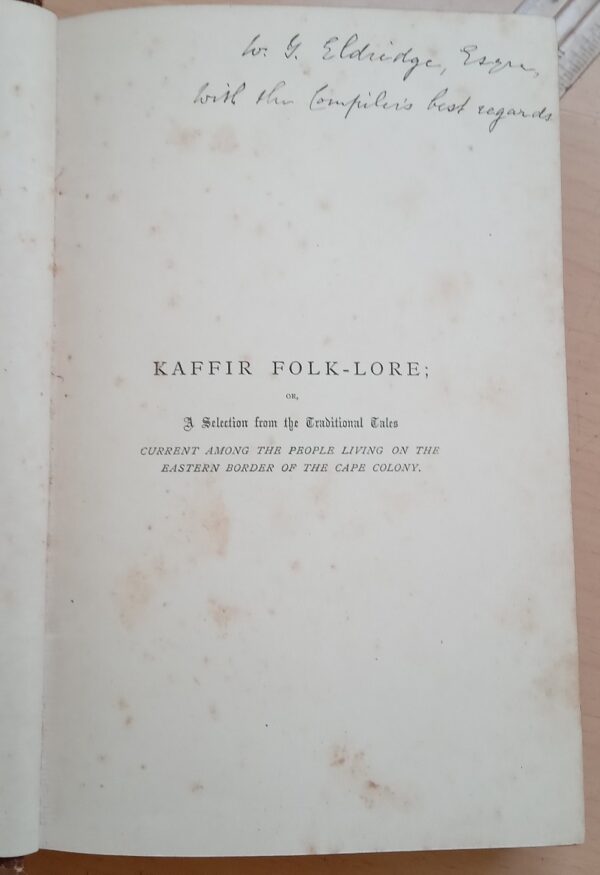 W. G. Eldridge, Esqre,
With the Compiler's best regards
KAFFIR FOLK-LORE;
OR,
A Selection from the Traditional Tales
CURRENT AMONG THE PEOPLE LIVING ON THE
EASTERN BORDER OF THE CAPE COLONY.